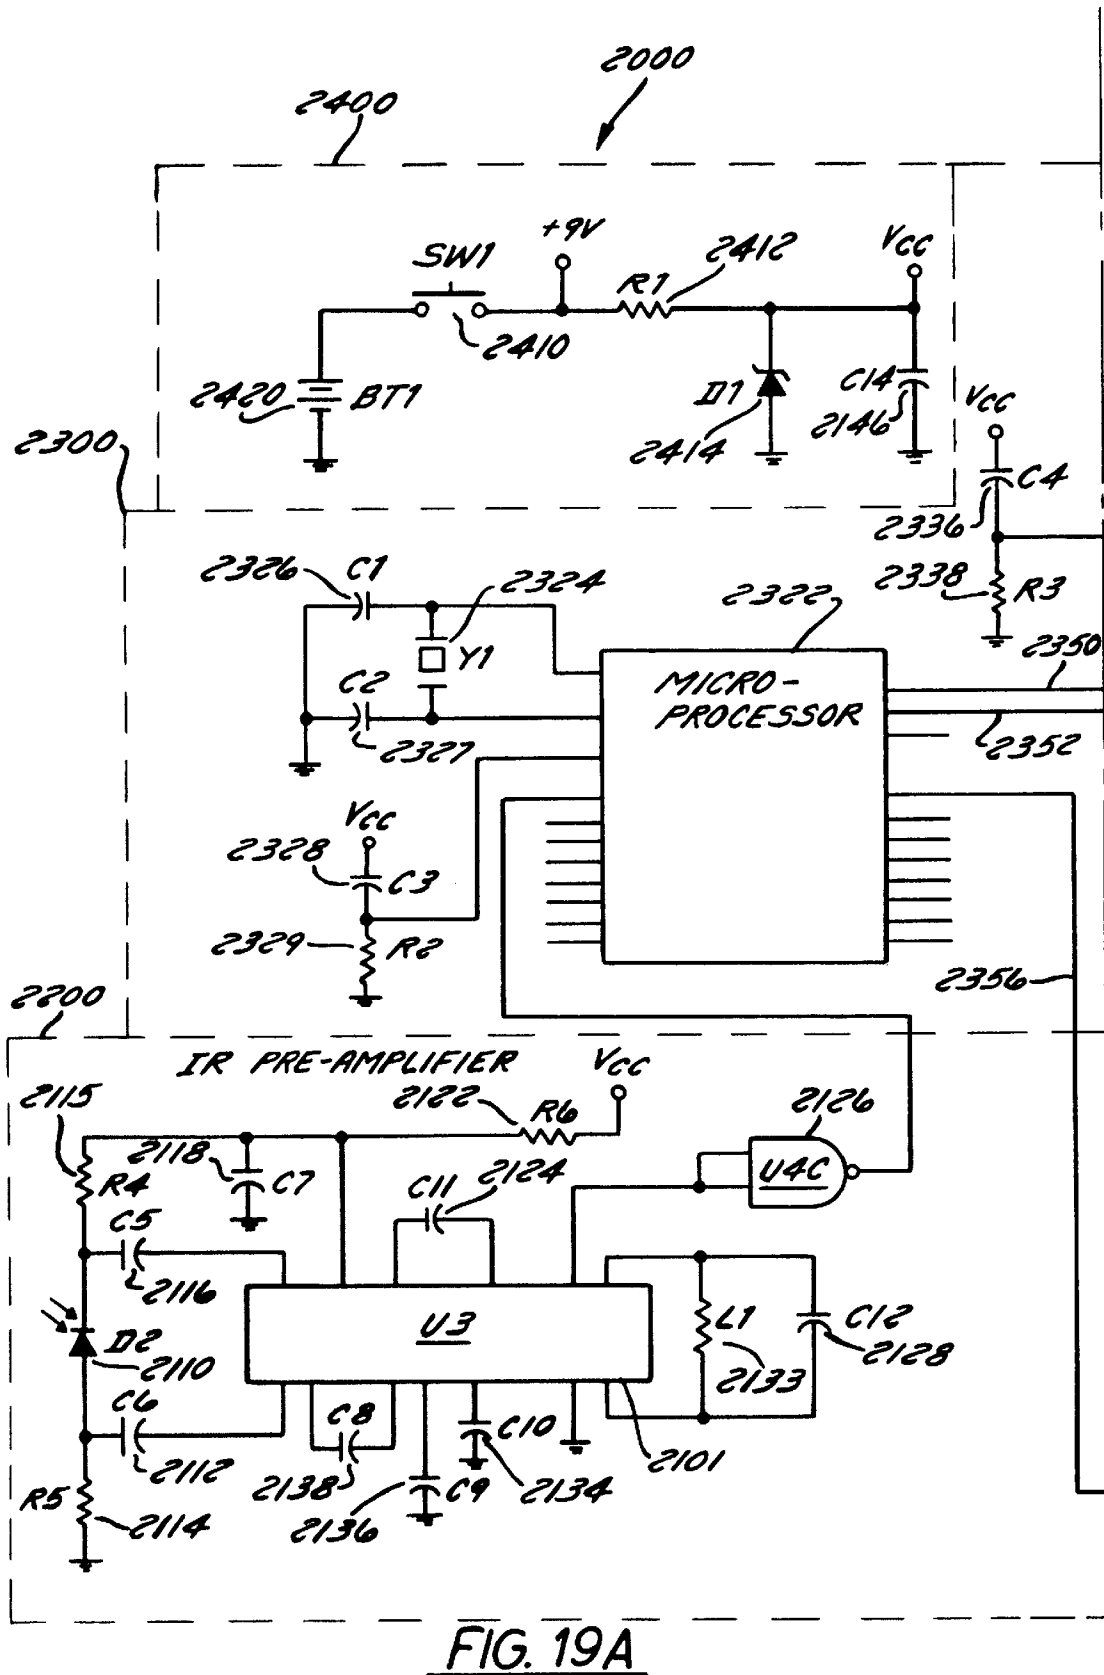 2000
2400
+9V
SW1
R1
2412
VCC
2410
2420
BT1
D1
2414
C14
2146
VCC
2300
C4
2336
2326
C1
2324
2338
R3
2322
Y1
C2
2327
MICRO-
PROCESSOR
2350
2352
VCC
2328
C3
2329
R2
2356
2200
IR PRE-AMPLIFIER
VCC
2115
2122
R6
2126
2118
R4
C7
C11
2124
U4C
C5
2116
U3
L1
C12
D2
2110
2133
2128
C6
C8
C10
2112
2138
2134
2101
R5
C9
2114
2136
FIG. 19A